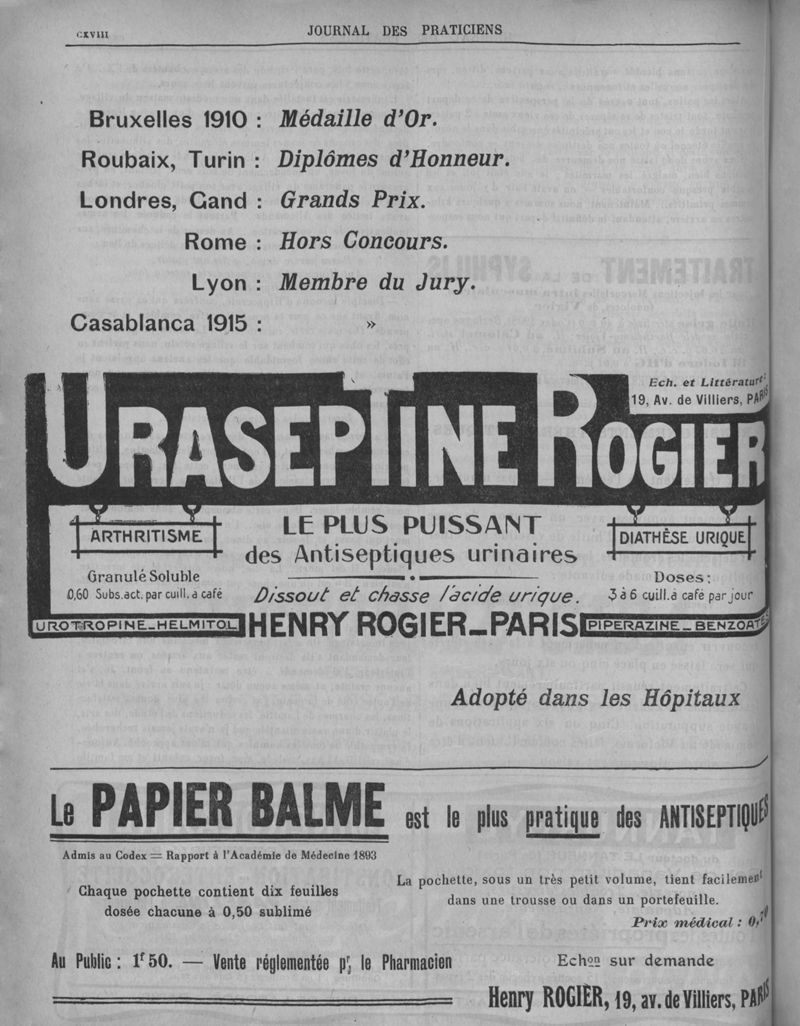 CXVIII
JOURNAL DES PRATICIENS
Bruxelles 1910 : Médaille d'Or.
Roubaix, Turin : Diplômes d'Honneur.
Londres, Gand : Grands Prix.
Rome : Hors Concours.
Lyon : Membre du Jury.
Casablanca 1915 : »
Ech. et Littérature:
19, Av. de Villiers, PARIS
URASEPTINE ROGIER
ARTHRITISME
LE PLUS PUISSANT
des Antiseptiques urinaires
DIATHÈSE URIQUE
Granulé Soluble
0,60 Subs.act. par cuill. à café
Dissout et chasse l'acide urique.
Doses:
3 à 6 cuill. à café par jour
UROTROPINE_HELMITOL
HENRY ROGIER_PARIS
PIPERAZINE_BENZOATE
Adopté dans les Hôpitaux
Le PAPIER BALME est le plus pratique des ANTISEPTIQUES
Admis au Codex = Rapport à l'Académie de Médecine 1893
Chaque pochette contient dix feuilles
dosée chacune à 0,50 sublimé
La pochette, sous un très petit volume, tient facilement
dans une trousse ou dans un portefeuille.
Prix médical : 0,70
Au Public : 1f 50. — Vente réglementée pr le Pharmacien
Echon sur demande
Henry ROGIER, 19, av. de Villiers, PARIS